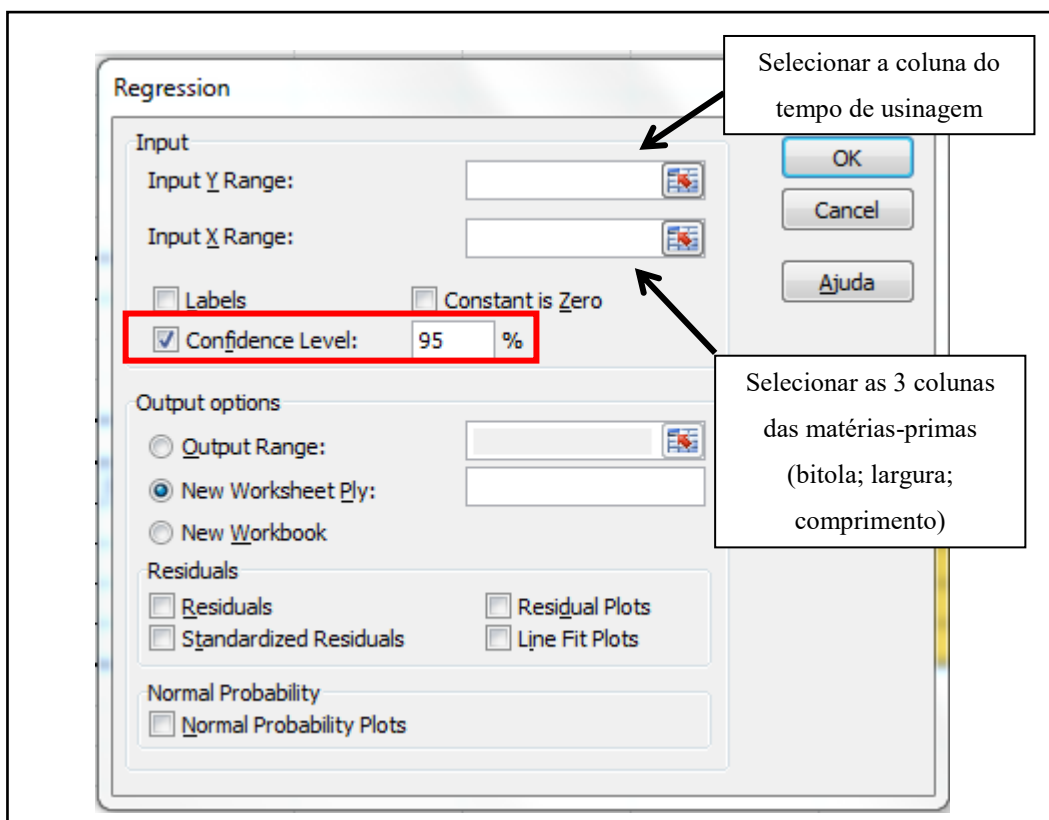 Regression
Selecionar a coluna do
tempo de usinagem
Input
Input Y Range:
OK
Cancel
Input X Range:
Ajuda
Labels
Constant is Zero
Confidence Level:
95
%
Selecionar as 3 colunas
das matérias-primas
(bitola; largura;
comprimento)
Output options
Output Range:
New Worksheet Ply:
New Workbook
Residuals
Residuals
Residual Plots
Standardized Residuals
Line Fit Plots
Normal Probability
Normal Probability Plots